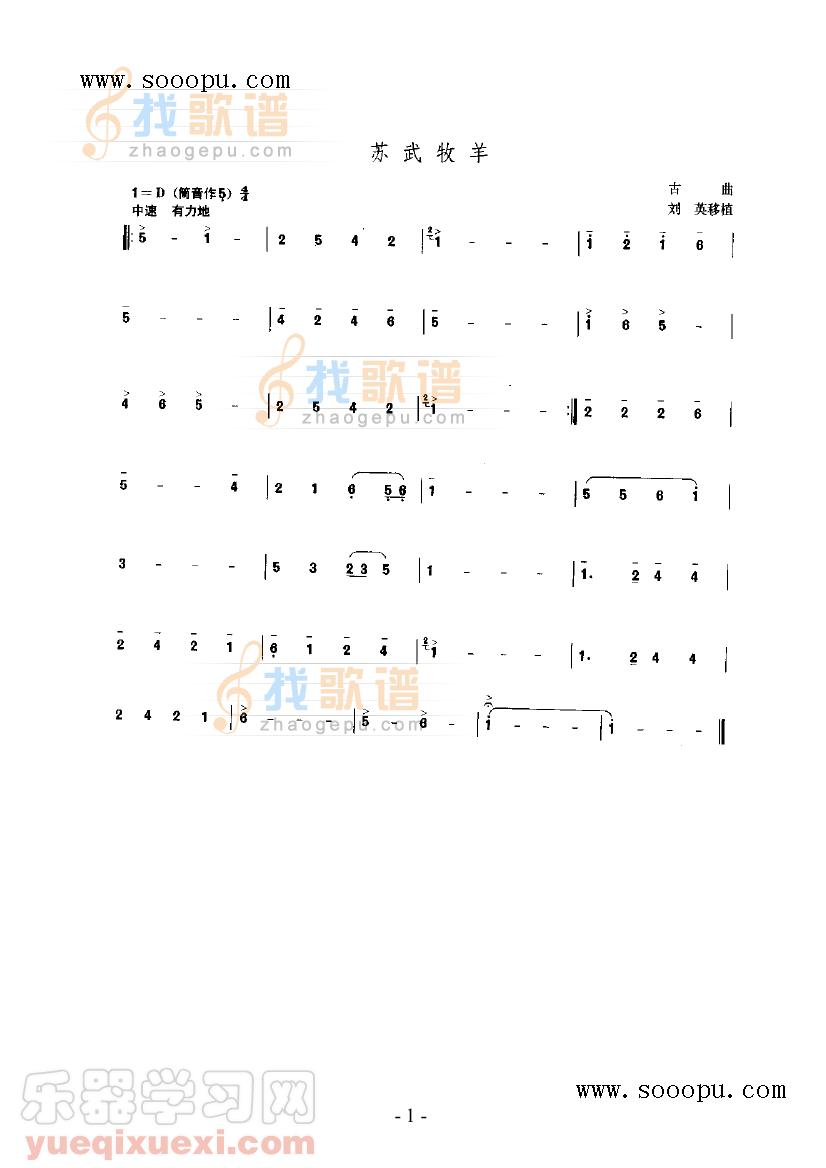 www.sooopu.com
找歌谱
zhaogepu.com
苏武牧羊
1=D（筒音作5）4/4 古 曲
中速 有力地 刘 英移植
5 - 1 - | 2 5 4 2 | 1 - - - | 1 2 1 6 |
5 - - - | 4 2 4 6 | 5 - - - | 1 6 5 - |
找歌谱
zhaogepu.com
4 6 5 - | 2 5 4 2 | 1 - - - :| 2 2 2 6 |
5 - - 4 | 2 1 6 5 6 | 1 - - - | 5 5 6 1 |
3 - - - | 5 3 2 3 5 | 1 - - - | 1. 2 4 4 |
2 4 2 1 | 6 1 2 4 | 1 - - - | 1. 2 4 4 |
找歌谱
zhaogepu.com
2 4 2 1 | 6 - - - | 5 - 6 - | 1 - - - | 1 - - - ||
乐器学习网
yueqixuexi.com
www.sooopu.com
- 1 -